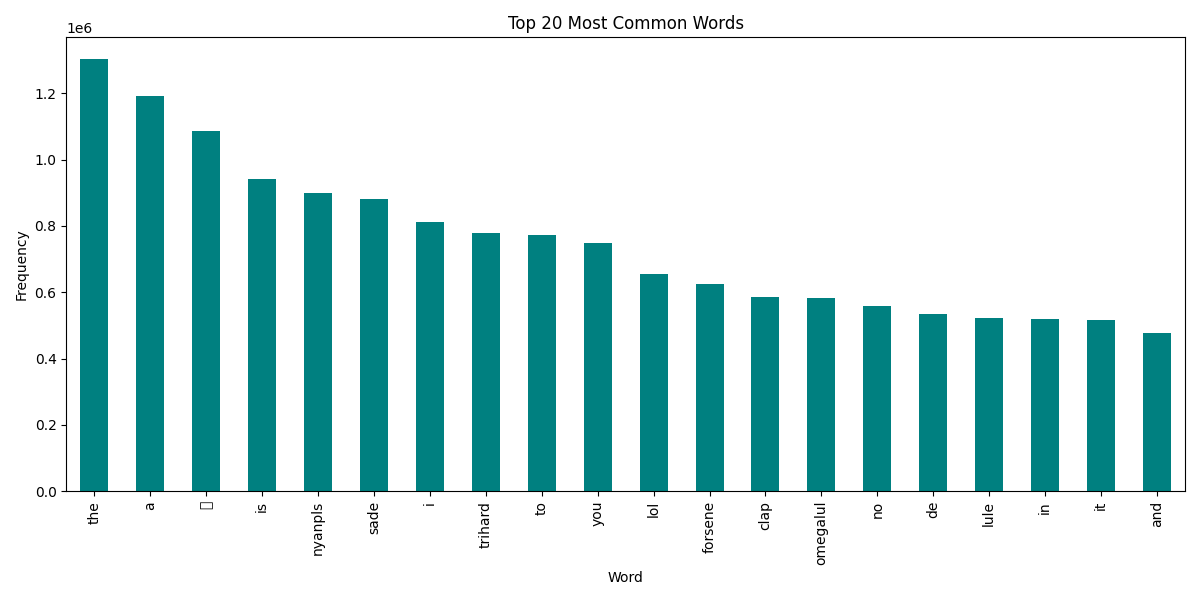 Top 20 Most Common Words
1e6
1.2
1.0
0.8
0.6
0.4
0.2
0.0
Frequency
the
a
is
nyanpls
sade
i
trihard
to
you
lol
forsene
clap
omegalul
no
de
lule
in
it
and
Word